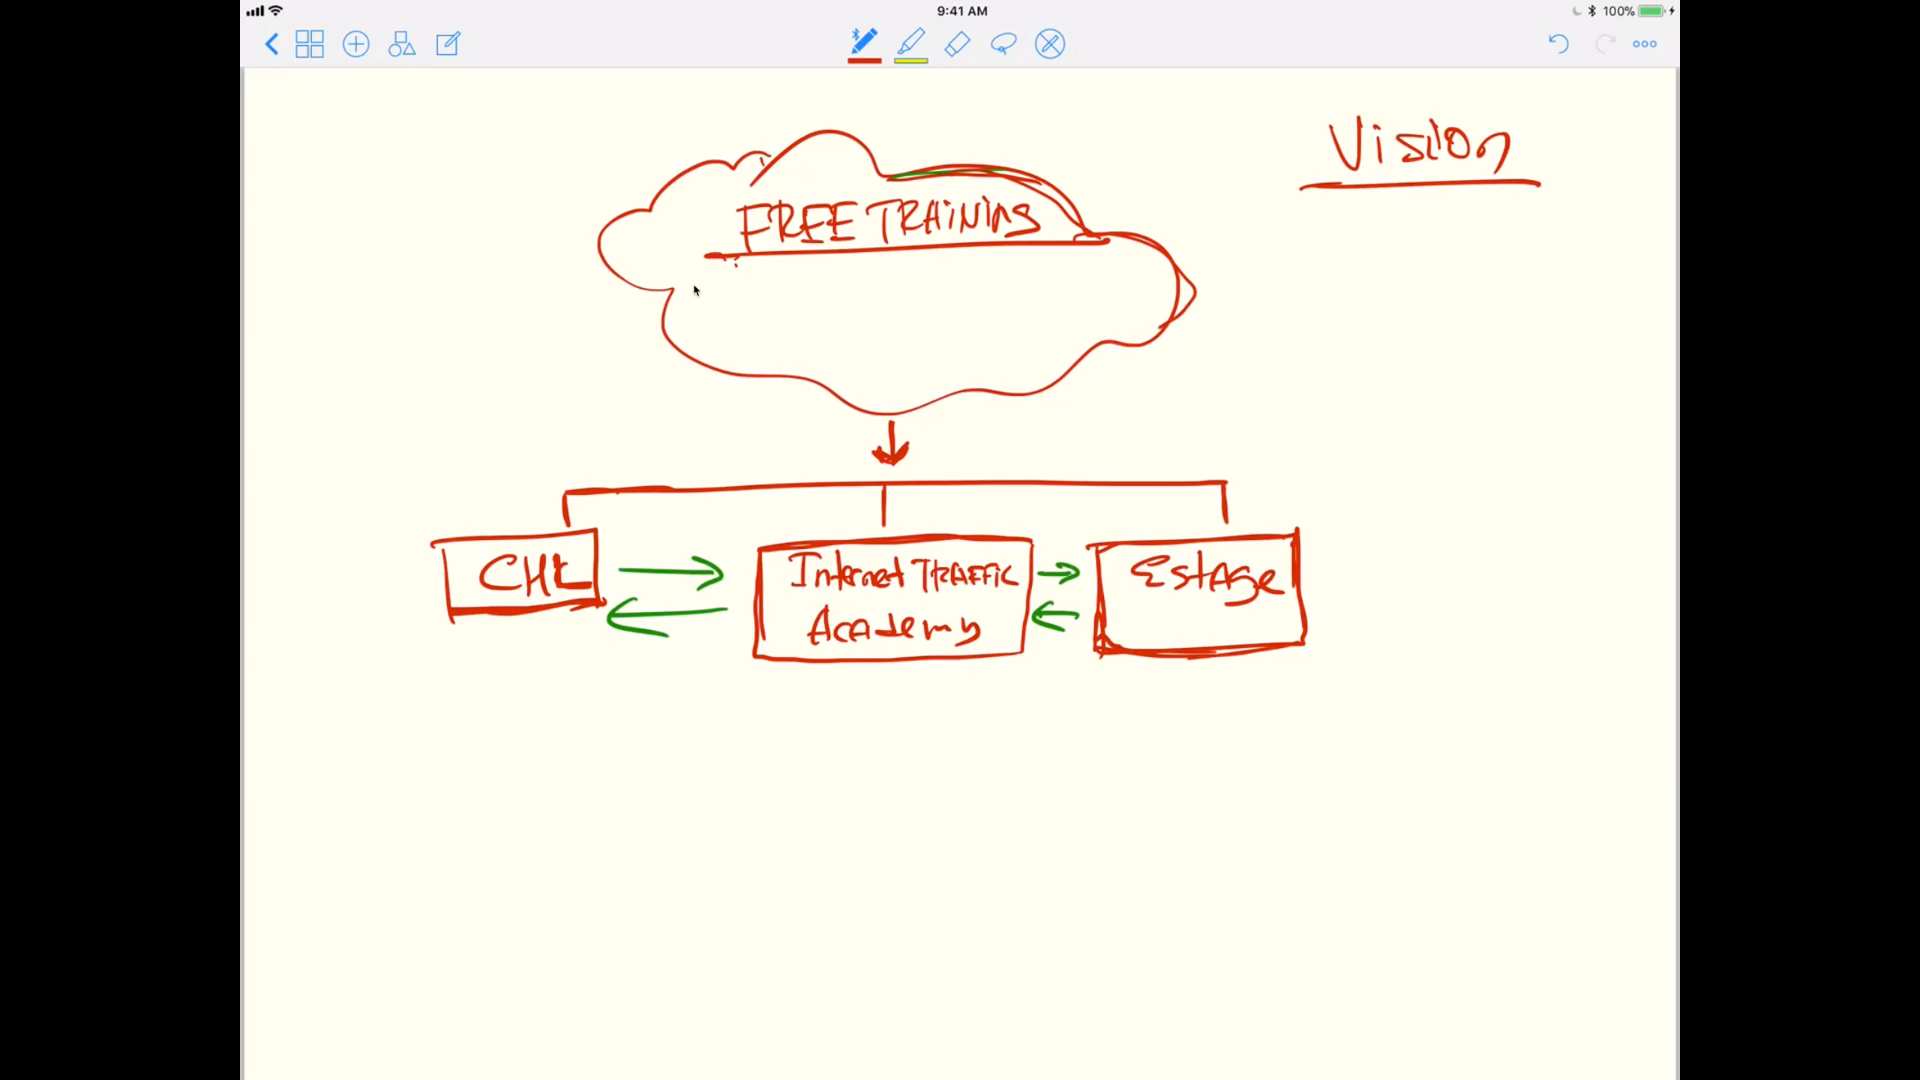 9:41 AM
100%
Vision
FREE TRAiNiNG
CHL
Internet TRAFFIC
Academy
EstAge